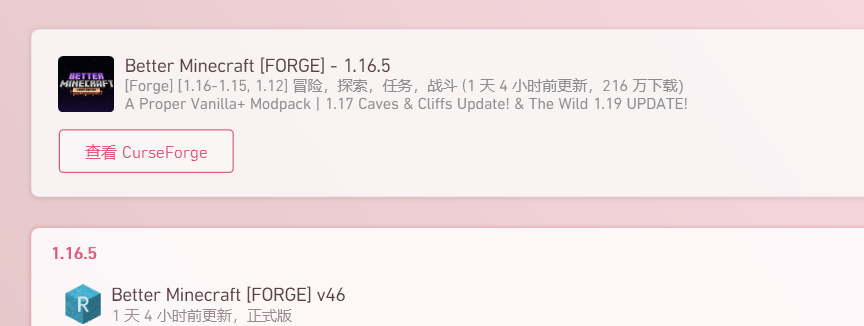 BETTER
MINECRAFT
Better Minecraft [FORGE] - 1.16.5
[Forge] [1.16-1.15, 1.12] 冒险，探索，任务，战斗 (1 天 4 小时前更新，216 万下载)
A Proper Vanilla+ Modpack | 1.17 Caves & Cliffs Update! & The Wild 1.19 UPDATE!
查看 CurseForge
1.16.5
R
Better Minecraft [FORGE] v46
1 天 4 小时前更新，正式版